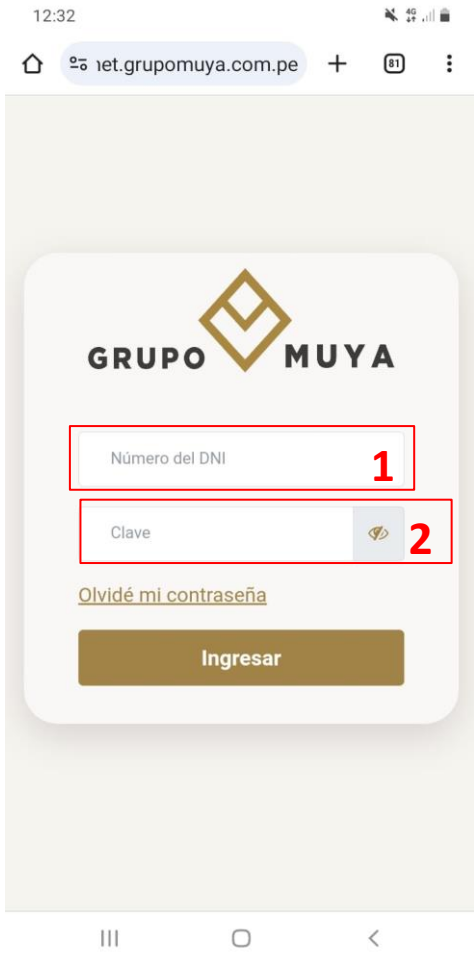 12:32
4G
net.grupomuya.com.pe
81
GRUPO MUYA
Número del DNI
1
Clave
2
Olvidé mi contraseña
Ingresar